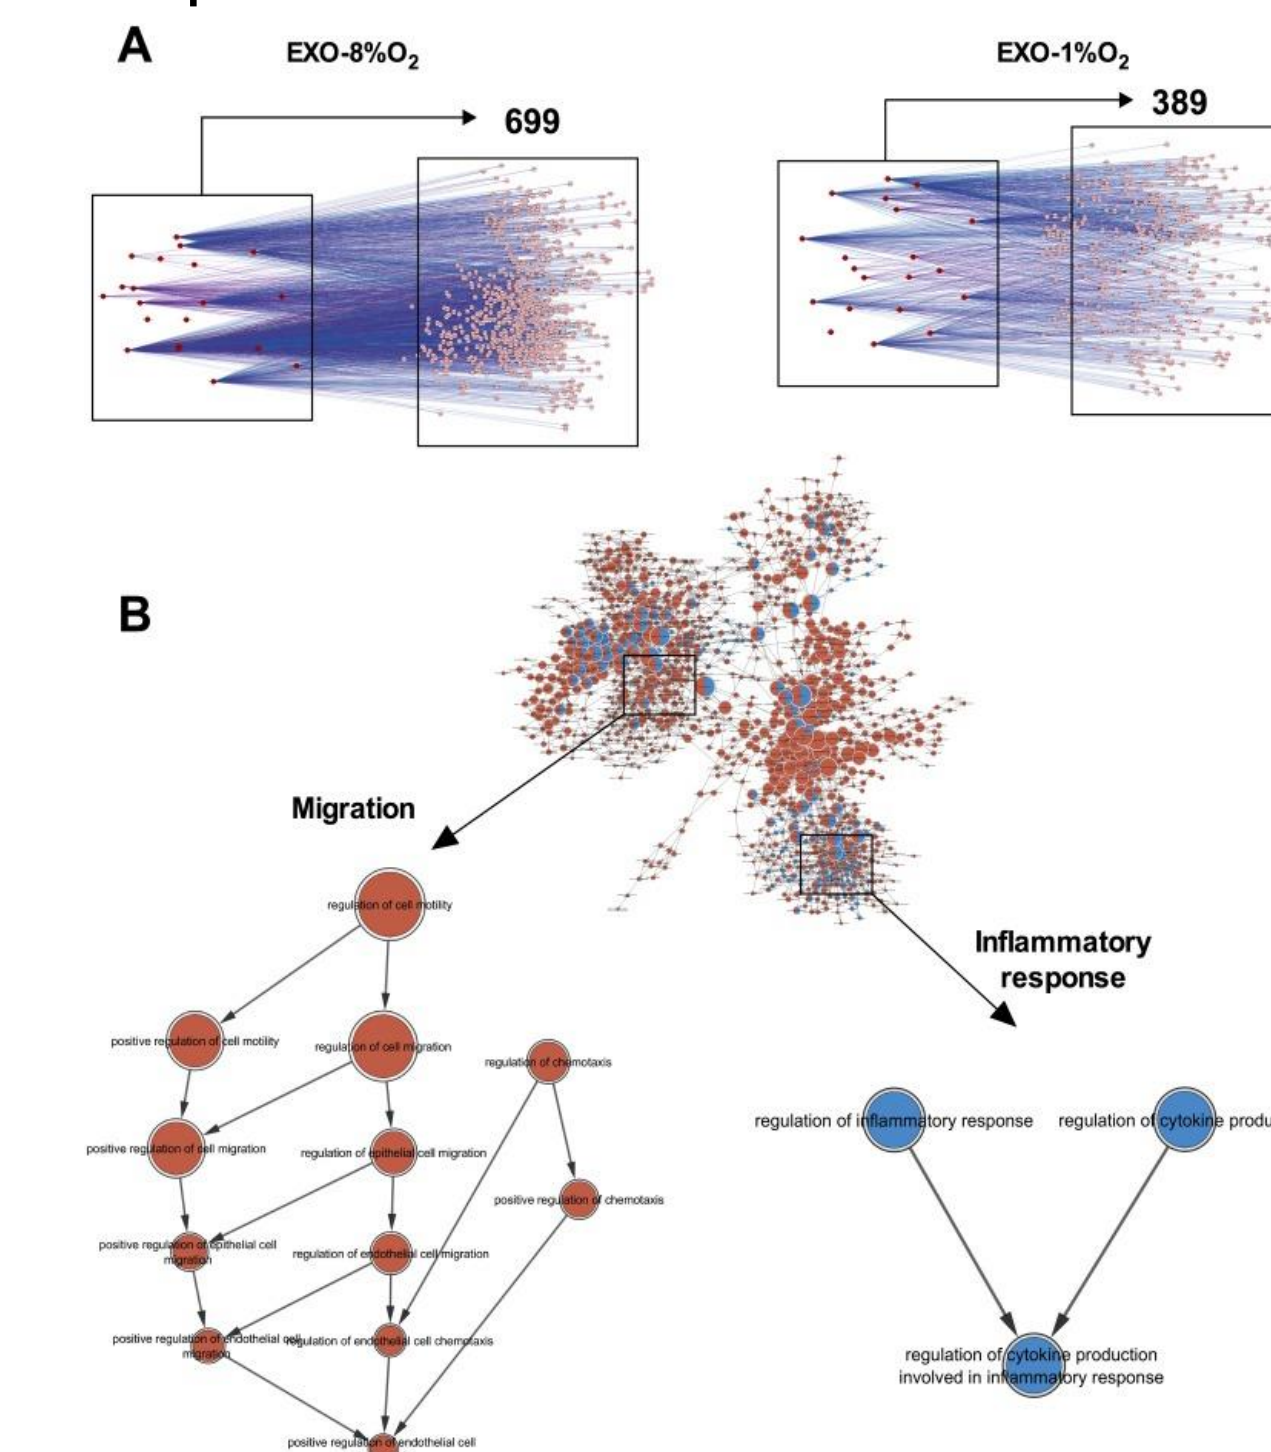 A
EXO-8%O₂
EXO-1%O₂
699
389
B
Migration
Inflammatory
response
regulation of cell motility
positive regulation of cell motility
regulation of cell migration
regulation of chemotaxis
positive regulation of cell migration
regulation of epithelial cell migration
positive regulation of chemotaxis
positive regulation of epithelial cell
migration
regulation of endothelial cell migration
positive regulation of endothelial cell
migration
regulation of endothelial cell chemotaxis
positive regulation of endothelial cell
regulation of inflammatory response
regulation of cytokine produ
regulation of cytokine production
involved in inflammatory response